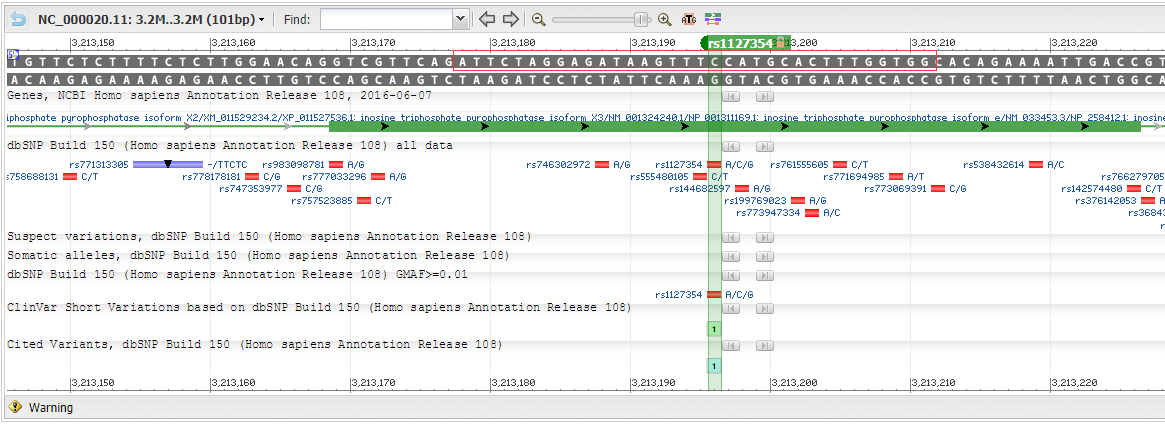 NC_000020.11: 3.2M..3.2M (101bp)
Find:
3,213,150 3,213,160 3,213,170 3,213,180 3,213,190 3,213,200 3,213,210 3,213,220
rs1127354
T G T T C T C T T T T C T C T T G G A A C A G G T C G T T C A G A T T C T A G G A G A T A A G T T T C C A T G C A C T T T G G T G G C A C A G A A A A T T G A C C G T
A C A A G A G A A A A G A G A A C C T T G T C C A G C A A G T C T A A G A T C C T C T A T T C A A A G G T A C G T G A A A C C A C C G T G T C T T T T A A C T G G C A
Genes, NCBI Homo sapiens Annotation Release 108, 2016-06-07
iphosphate pyrophosphatase isoform X2/XM_011529234.2/XP_011527536.1: inosine triphosphate pyrophosphatase isoform X3/NM_001324240.1/NP_001311169.1: inosine triphosphate pyrophosphatase isoform e/NM_033453.3/NP_258412.1: inosine tri
dbSNP Build 150 (Homo sapiens Annotation Release 108) all data
rs771313305 -/TTCTC rs983098781 A/G rs746302972 A/G rs1127354 A/C/G rs761555605 C/T rs538432614 A/C
rs758688131 C/T rs778178181 C/G rs777033296 A/G rs555480105 C/T rs771694985 A/T rs766279705
rs747353977 C/G rs144682597 A/G rs773069391 C/G rs142574480 C/T
rs757523885 C/T rs199769023 A/G rs376142053 A/G
rs773947334 A/C rs3684
Suspect variations, dbSNP Build 150 (Homo sapiens Annotation Release 108)
Somatic alleles, dbSNP Build 150 (Homo sapiens Annotation Release 108)
dbSNP Build 150 (Homo sapiens Annotation Release 108) GMAF>=0.01
rs1127354 A/C/G
ClinVar Short Variations based on dbSNP Build 150 (Homo sapiens Annotation Release 108)
1
Cited Variants, dbSNP Build 150 (Homo sapiens Annotation Release 108)
1
3,213,150 3,213,160 3,213,170 3,213,180 3,213,190 3,213,200 3,213,210 3,213,220
Warning